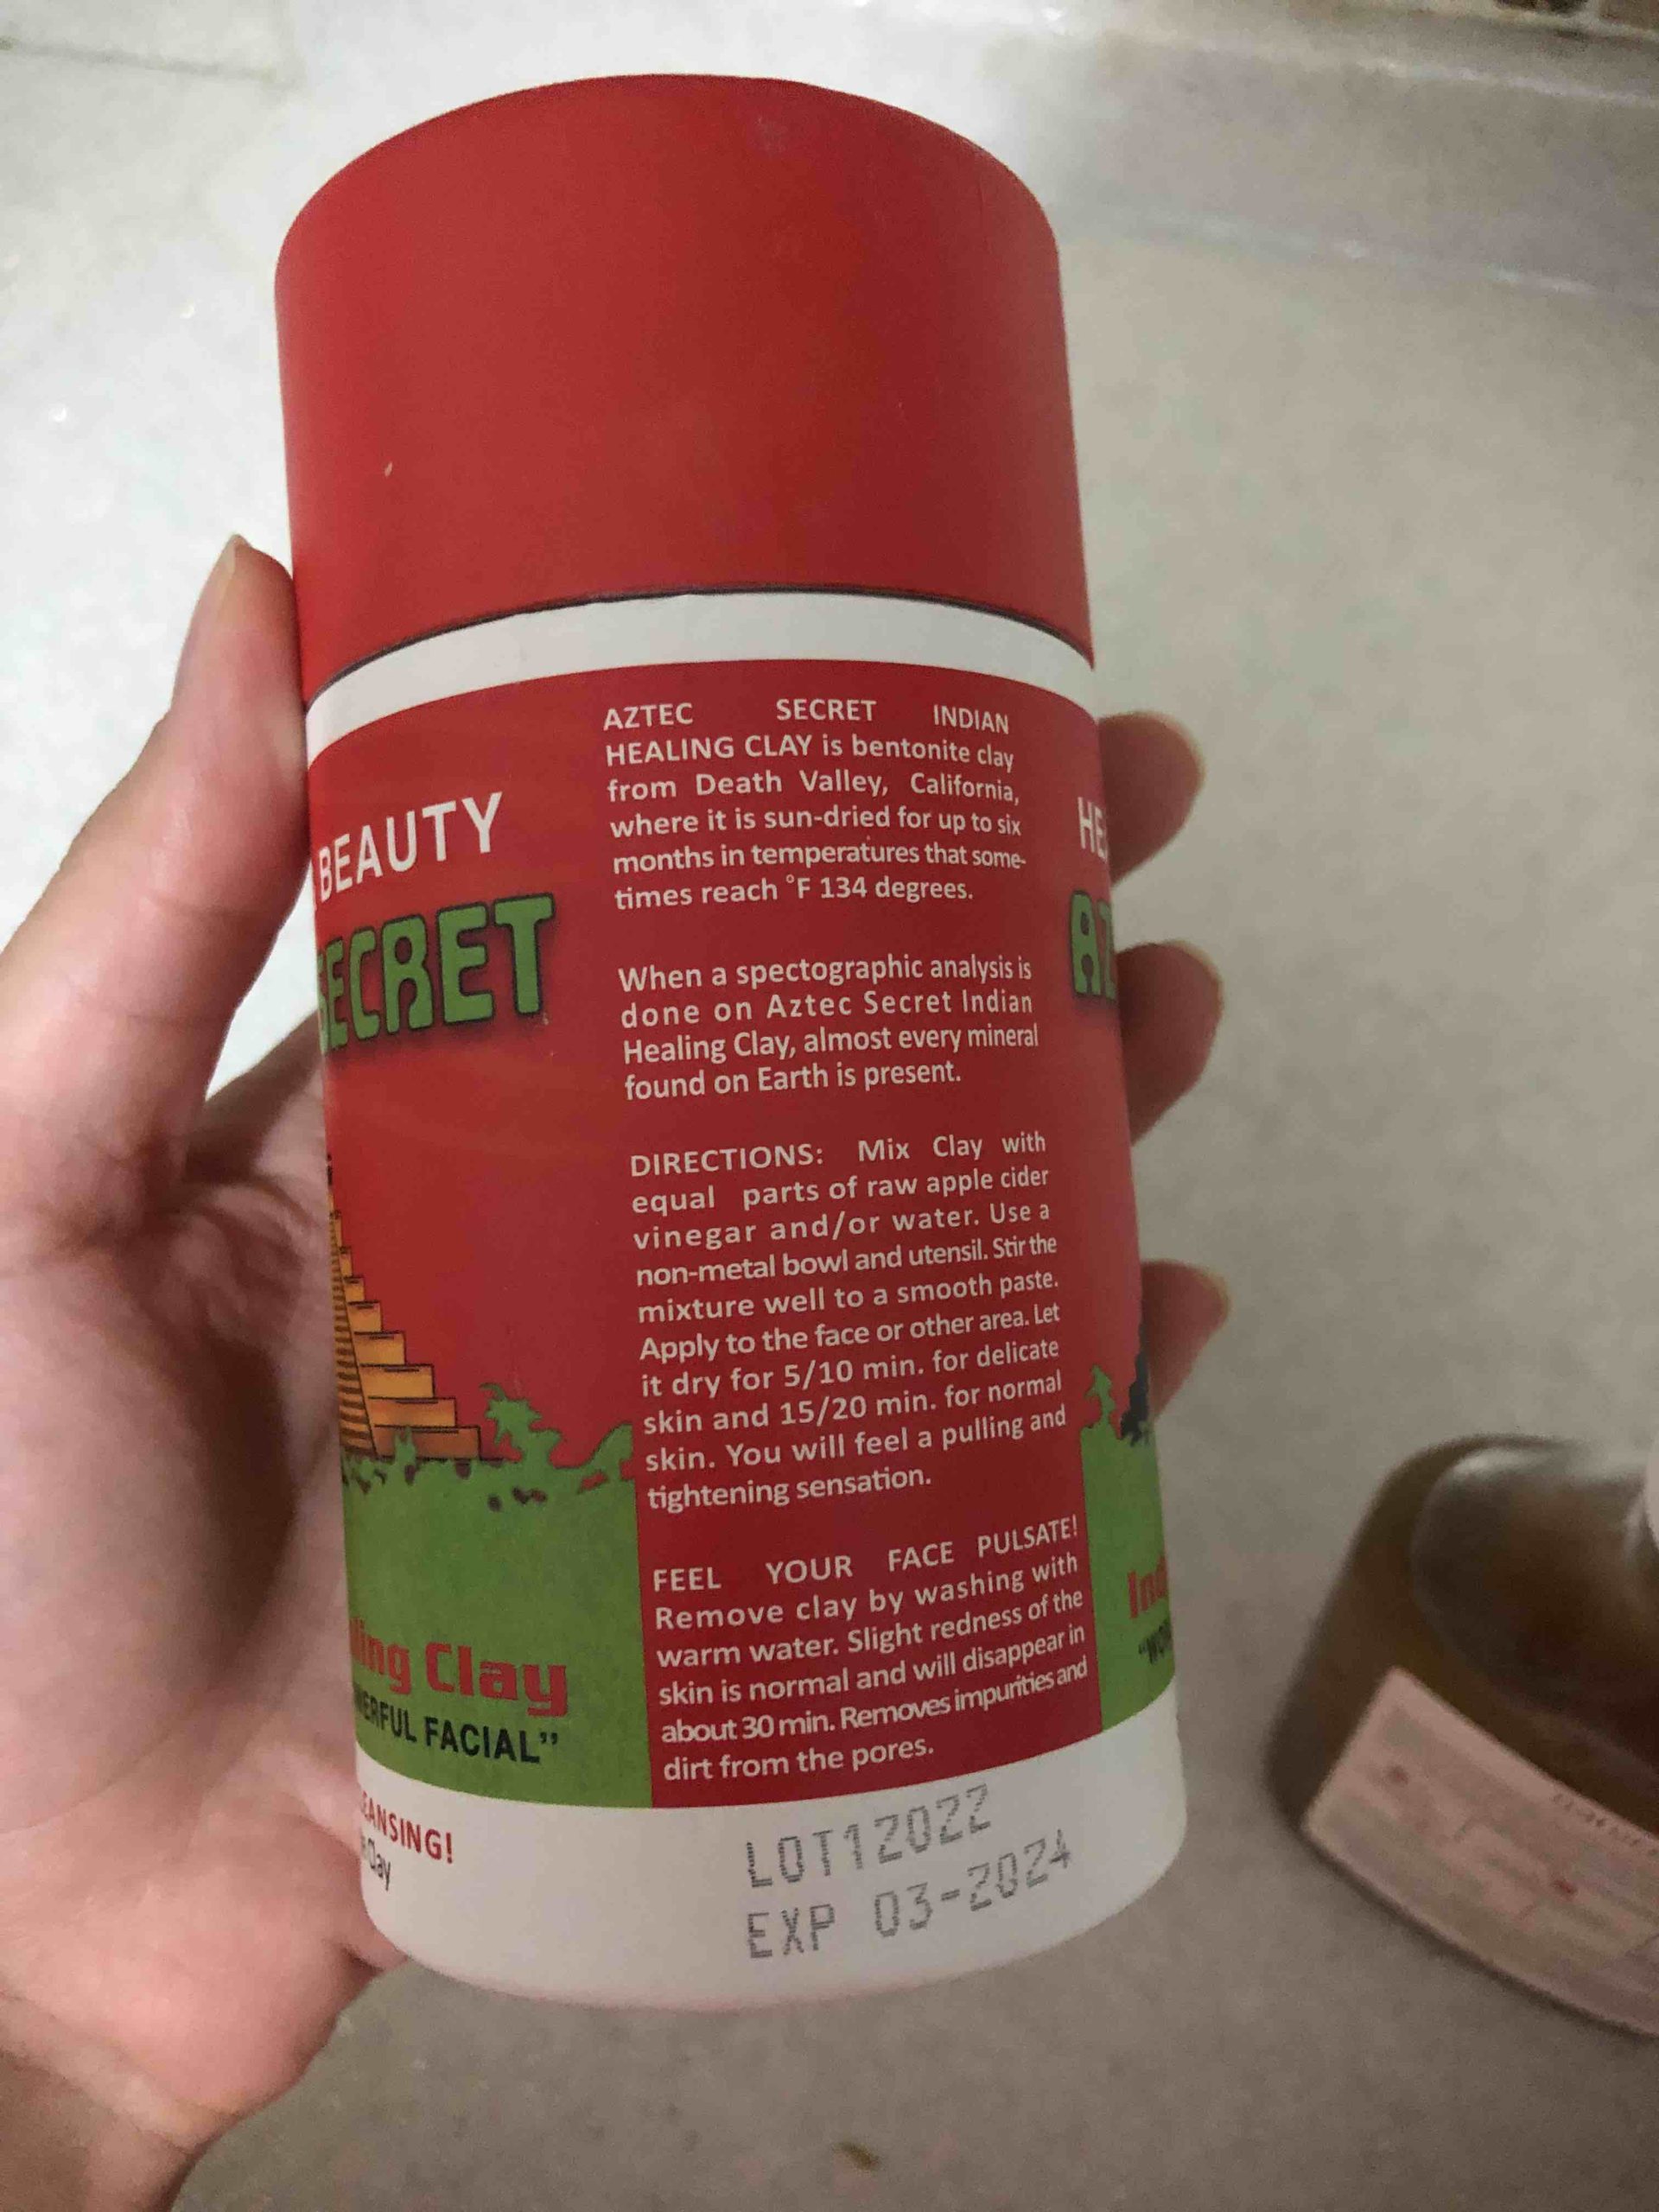 BEAUTY
SECRET
AZTEC SECRET INDIAN
HEALING CLAY is bentonite clay
from Death Valley, California,
where it is sun-dried for up to six
months in temperatures that some-
times reach °F 134 degrees.
When a spectographic analysis is
done on Aztec Secret Indian
Healing Clay, almost every mineral
found on Earth is present.
DIRECTIONS: Mix Clay with
equal parts of raw apple cider
vinegar and/or water. Use a
non-metal bowl and utensil. Stir the
mixture well to a smooth paste.
Apply to the face or other area. Let
it dry for 5/10 min. for delicate
skin and 15/20 min. for normal
skin. You will feel a pulling and
tightening sensation.
FEEL YOUR FACE PULSATE!
Remove clay by washing with
warm water. Slight redness of the
skin is normal and will disappear in
about 30 min. Removes impurities and
dirt from the pores.
Clay
FACIAL”
LOT12022
EXP 03-2024